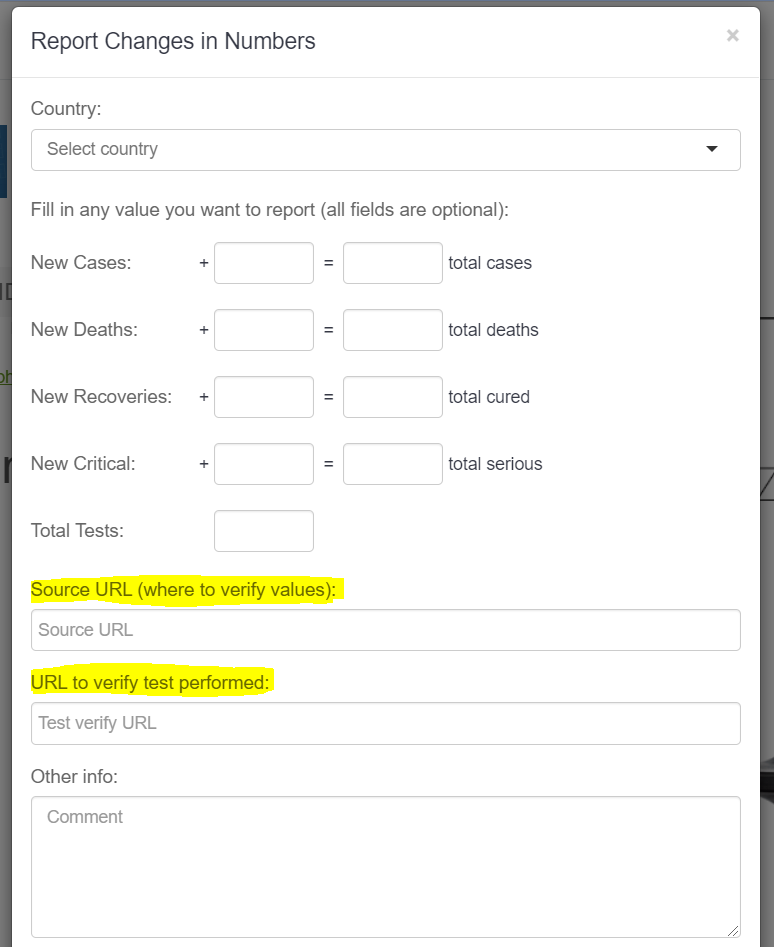 Report Changes in Numbers ×
Country:
Select country
Fill in any value you want to report (all fields are optional):
New Cases: + = total cases
New Deaths: + = total deaths
New Recoveries: + = total cured
New Critical: + = total serious
Total Tests:
Source URL (where to verify values):
Source URL
URL to verify test performed:
Test verify URL
Other info:
Comment